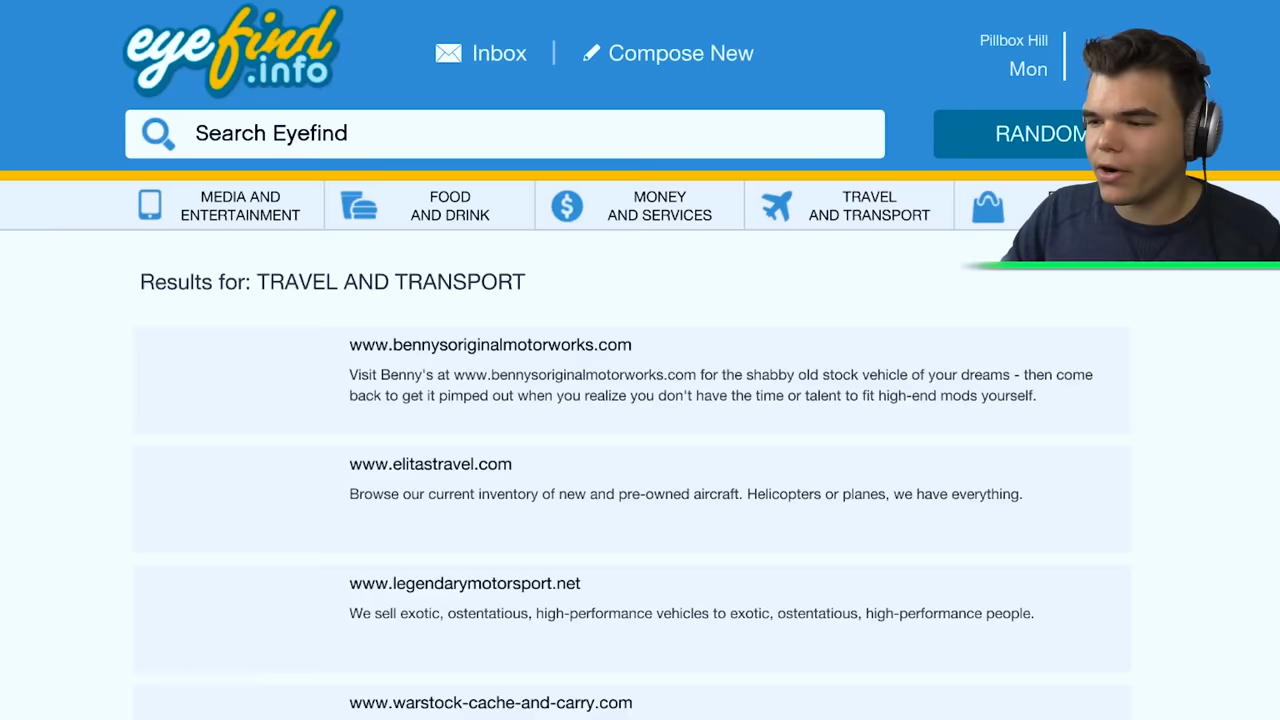 eyefind
.info
Inbox
Compose New
Pillbox Hill
Mon
Search Eyefind
RANDOM
MEDIA AND
ENTERTAINMENT
FOOD
AND DRINK
MONEY
AND SERVICES
TRAVEL
AND TRANSPORT
Results for: TRAVEL AND TRANSPORT
www.bennysoriginalmotorworks.com
Visit Benny's at www.bennysoriginalmotorworks.com for the shabby old stock vehicle of your dreams - then come
back to get it pimped out when you realize you don't have the time or talent to fit high-end mods yourself.
www.elitastravel.com
Browse our current inventory of new and pre-owned aircraft. Helicopters or planes, we have everything.
www.legendarymotorsport.net
We sell exotic, ostentatious, high-performance vehicles to exotic, ostentatious, high-performance people.
www.warstock-cache-and-carry.com